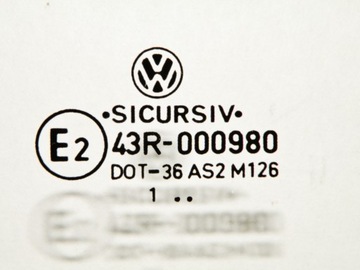 •SICURSIV•
E2 43R-000980
DOT-36 AS2 M126
1 ..